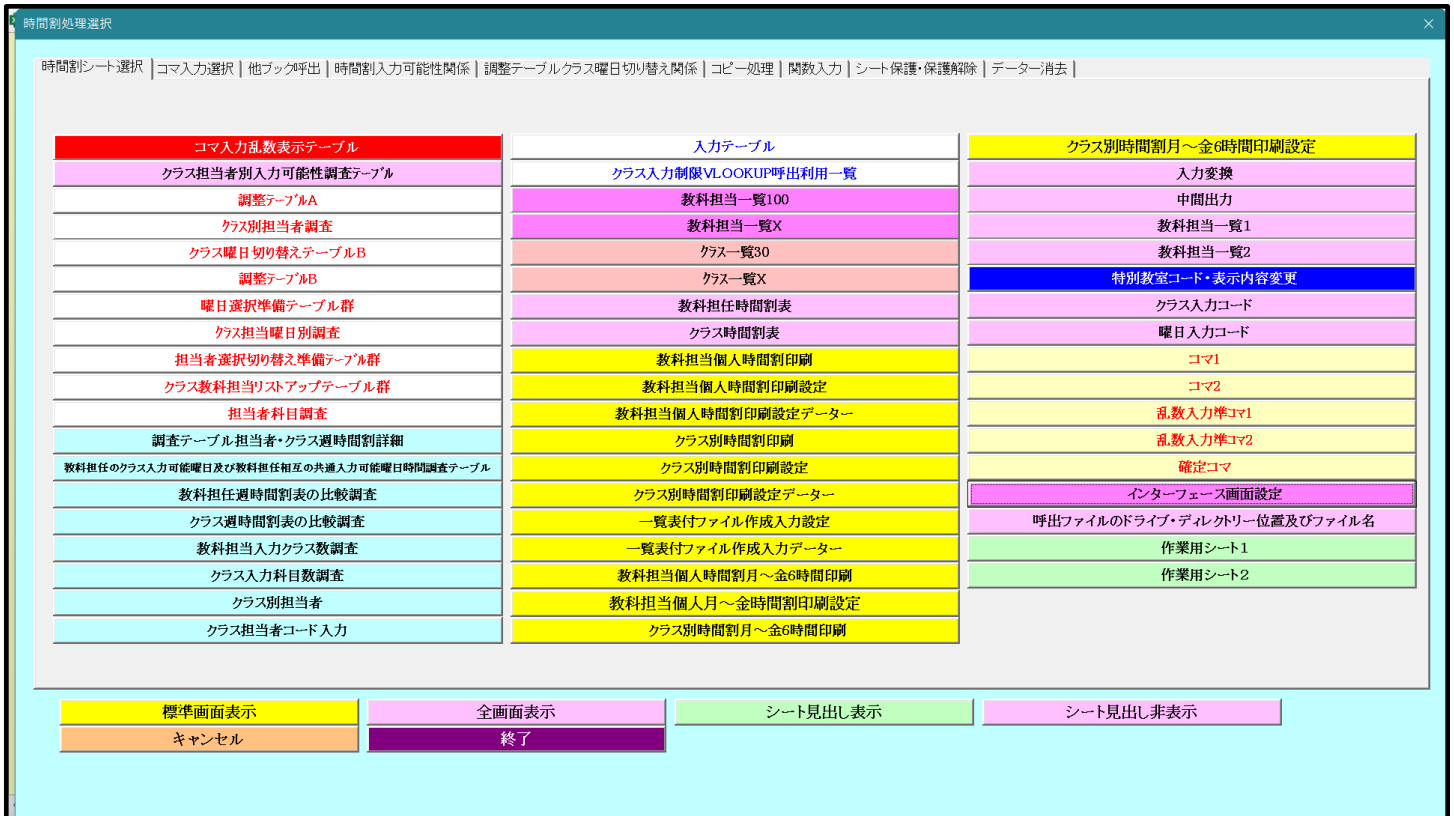 時間割処理選択
時間割シート選択
コマ入力選択
他ブック呼出
時間割入力可能性関係
調整テーブルクラス曜日切り替え関係
コピー処理
関数入力
シート保護・保護解除
データー消去
コマ入力乱数表示テーブル
クラス担当者別入力可能性調査ﾃｰﾌﾞﾙ
調整ﾃｰﾌﾞﾙA
ｸﾗｽ別担当者調査
クラス曜日切り替えテーブルB
調整ﾃｰﾌﾞﾙB
曜日選択準備テーブル群
ｸﾗｽ担当曜日別調査
担当者選択切り替え準備ﾃｰﾌﾞﾙ群
クラス教科担当リストアップテーブル群
担当者科目調査
調査テーブル担当者・クラス週時間割詳細
教科担任のクラス入力可能曜日及び教科担任相互の共通入力可能曜日時間調査テーブル
教科担任週時間割表の比較調査
クラス週時間割表の比較調査
教科担当入力クラス数調査
クラス入力科目数調査
クラス別担当者
クラス担当者コード入力
入力テーブル
クラス入力制限VLOOKUP呼出利用一覧
教科担当一覧100
教科担当一覧X
ｸﾗｽ一覧30
ｸﾗｽ一覧X
教科担任時間割表
クラス時間割表
教科担当個人時間割印刷
教科担当個人時間割印刷設定
教科担当個人時間割印刷設定データー
クラス別時間割印刷
クラス別時間割印刷設定
クラス別時間割印刷設定データー
一覧表付ファイル作成入力設定
一覧表付ファイル作成入力データー
教科担当個人時間割月～金6時間印刷
教科担当個人月～金時間割印刷設定
クラス別時間割月～金6時間印刷
クラス別時間割月～金6時間印刷設定
入力変換
中間出力
教科担当一覧1
教科担当一覧2
特別教室コード・表示内容変更
クラス入力コード
曜日入力コード
コマ1
コマ2
乱数入力準ｺﾏ1
乱数入力準ｺﾏ2
確定コマ
インターフェース画面設定
呼出ファイルのドライブ・ディレクトリー位置及びファイル名
作業用シート１
作業用シート２
標準画面表示
全画面表示
シート見出し表示
シート見出し非表示
キャンセル
終了